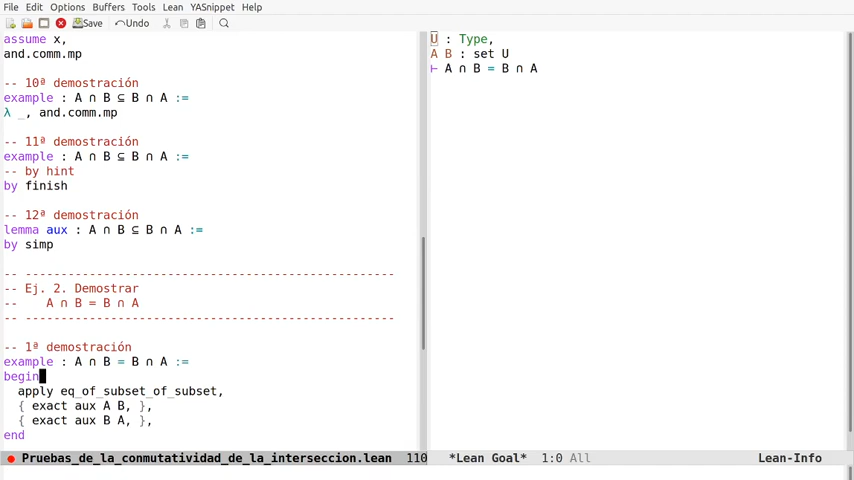 File Edit Options Buffers Tools Lean YASnippet Help
Save Undo
assume x,
and.comm.mp
-- 10ª demostración
example : A ∩ B ⊆ B ∩ A :=
λ _, and.comm.mp
-- 11ª demostración
example : A ∩ B ⊆ B ∩ A :=
-- by hint
by finish
-- 12ª demostración
lemma aux : A ∩ B ⊆ B ∩ A :=
by simp
-- ---------------------------------------------------
-- Ej. 2. Demostrar
--    A ∩ B = B ∩ A
-- ---------------------------------------------------
-- 1ª demostración
example : A ∩ B = B ∩ A :=
begin
  apply eq_of_subset_of_subset,
  { exact aux A B, },
  { exact aux B A, },
end
Pruebas_de_la_conmutatividad_de_la_interseccion.lean 110
U : Type,
A B : set U
⊢ A ∩ B = B ∩ A
*Lean Goal* 1:0 All Lean-Info